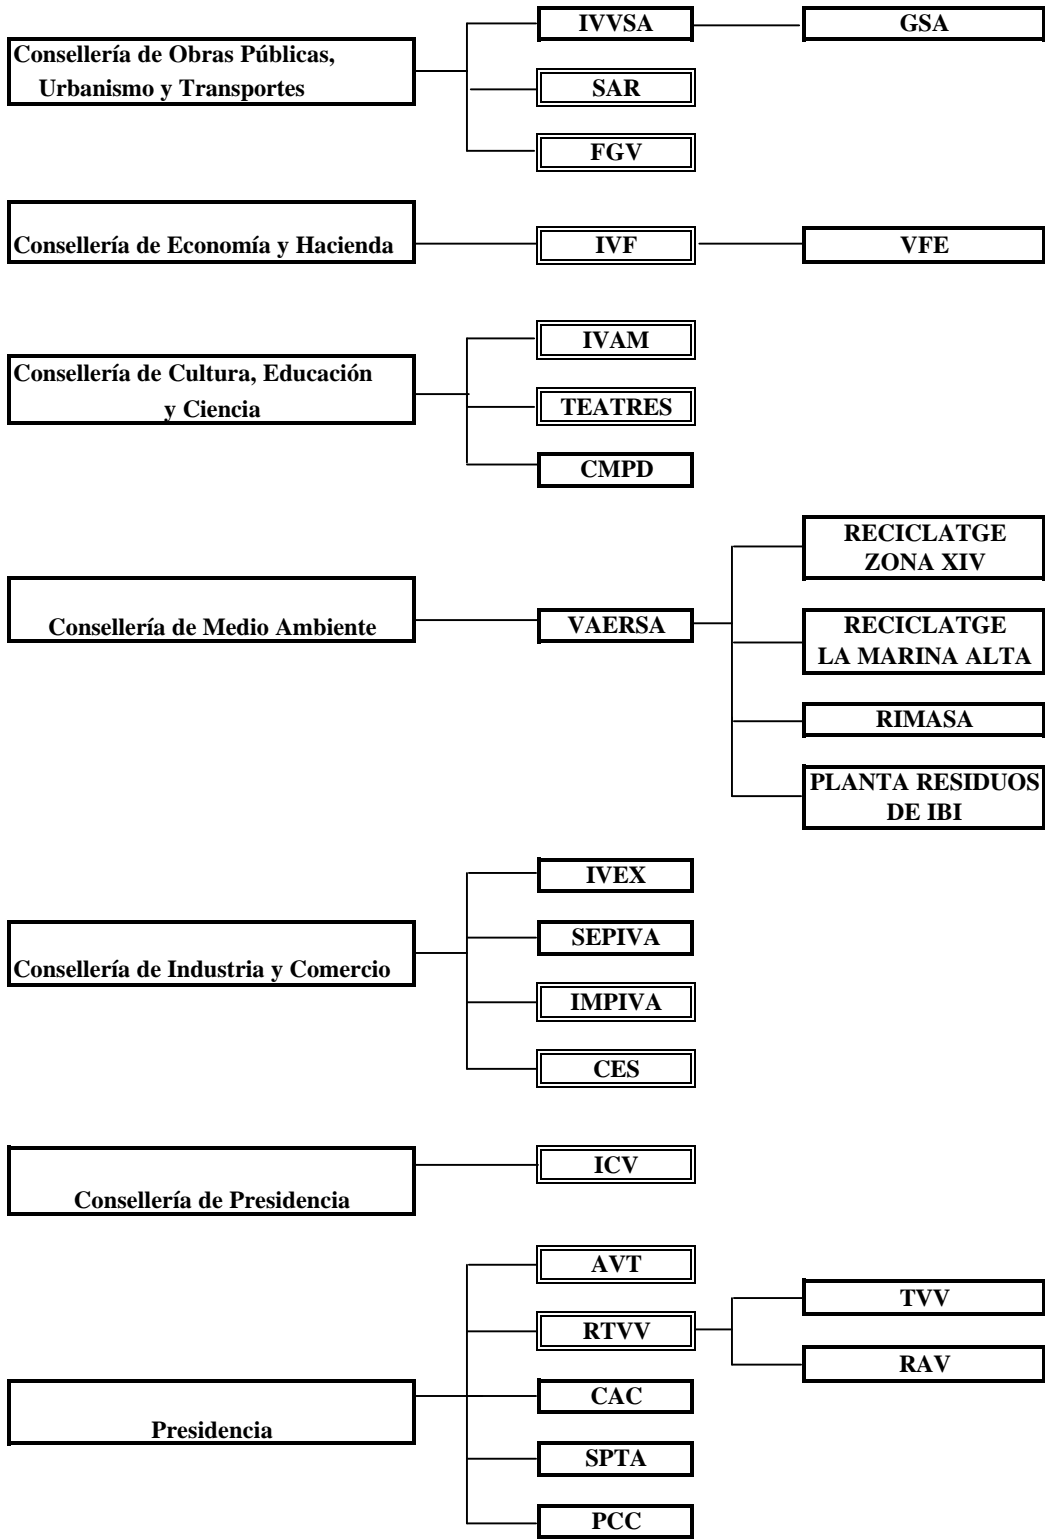 IVVSA
GSA
Consellería de Obras Públicas,
Urbanismo y Transportes
SAR
FGV
Consellería de Economía y Hacienda
IVF
VFE
IVAM
Consellería de Cultura, Educación
y Ciencia
TEATRES
CMPD
RECICLATGE
ZONA XIV
Consellería de Medio Ambiente
VAERSA
RECICLATGE
LA MARINA ALTA
RIMASA
PLANTA RESIDUOS
DE IBI
IVEX
SEPIVA
Consellería de Industria y Comercio
IMPIVA
CES
ICV
Consellería de Presidencia
AVT
TVV
RTVV
RAV
CAC
Presidencia
SPTA
PCC